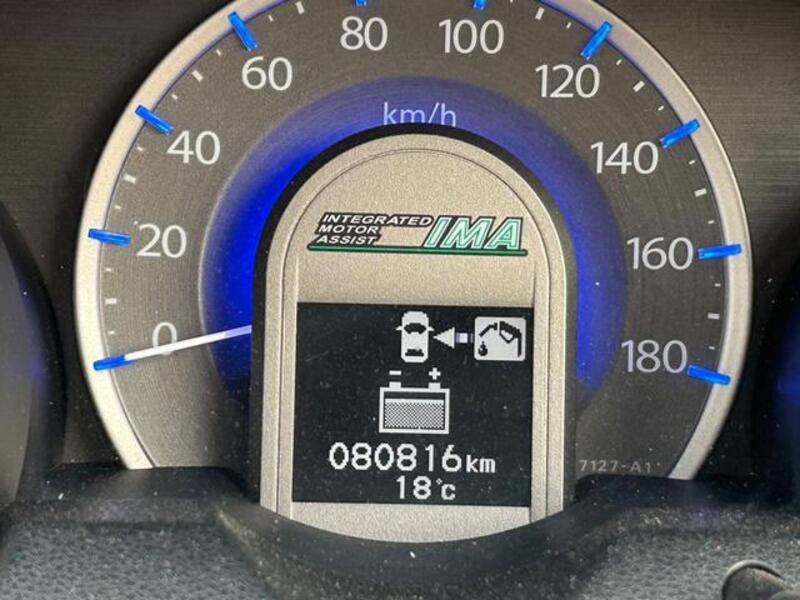 80
100
60
120
km/h
40
140
INTEGRATED
MOTOR
ASSIST
IMA
20
160
0
180
- +
080816km
7127-A1
18°C